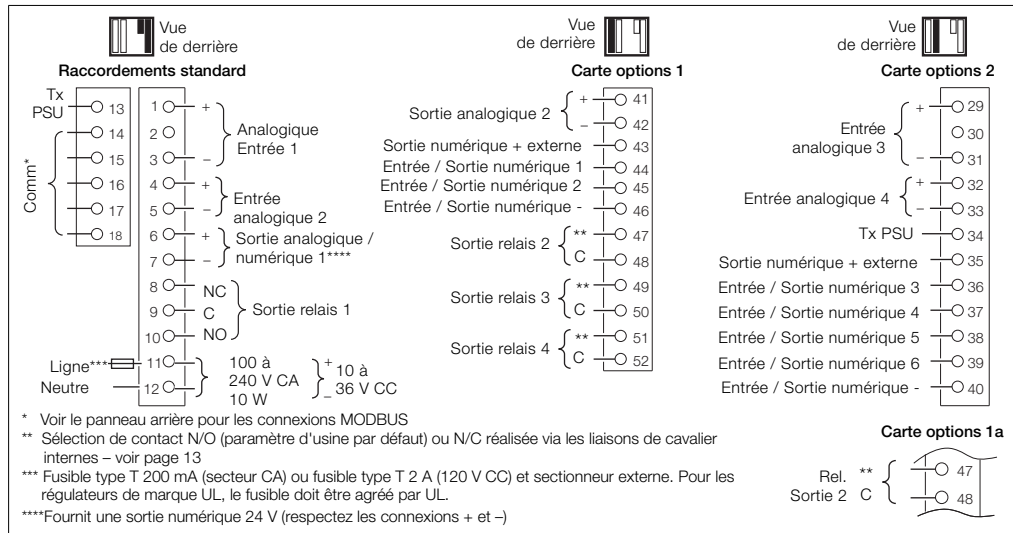 Vue
de derrière
Raccordements standard
Tx
PSU
13
14
15
16
17
18
Comm*
1 +
2
3 –
Analogique
Entrée 1
4 +
5 –
Entrée
analogique 2
6 +
7 –
Sortie analogique /
numérique 1****
8 NC
9 C
10 NO
Sortie relais 1
Ligne*** 11
Neutre 12
100 à
240 V CA
10 W
+
–
10 à
36 V CC
Vue
de derrière
Carte options 1
Sortie analogique 2
+ 41
– 42
Sortie numérique + externe 43
Entrée / Sortie numérique 1 44
Entrée / Sortie numérique 2 45
Entrée / Sortie numérique - 46
Sortie relais 2
** 47
C 48
Sortie relais 3
** 49
C 50
Sortie relais 4
** 51
C 52
Vue
de derrière
Carte options 2
Entrée
analogique 3
+ 29
30
– 31
Entrée analogique 4
+ 32
– 33
Tx PSU 34
Sortie numérique + externe 35
Entrée / Sortie numérique 3 36
Entrée / Sortie numérique 4 37
Entrée / Sortie numérique 5 38
Entrée / Sortie numérique 6 39
Entrée / Sortie numérique - 40
Carte options 1a
Rel.
Sortie 2
** 47
C 48
* Voir le panneau arrière pour les connexions MODBUS
** Sélection de contact N/O (paramètre d'usine par défaut) ou N/C réalisée via les liaisons de cavalier
internes – voir page 13
*** Fusible type T 200 mA (secteur CA) ou fusible type T 2 A (120 V CC) et sectionneur externe. Pour les
régulateurs de marque UL, le fusible doit être agréé par UL.
****Fournit une sortie numérique 24 V (respectez les connexions + et –)